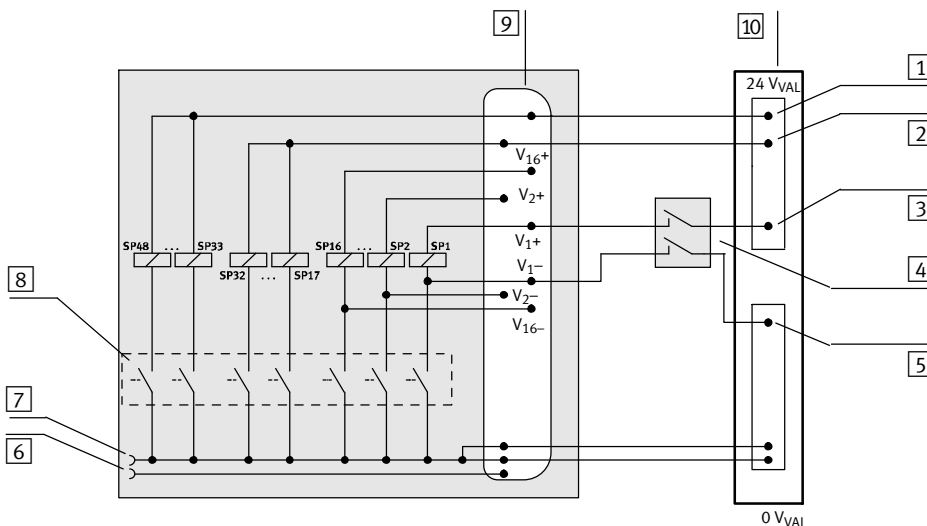 9
10
24 VVAL
1
2
V16+
V2+
3
SP48 ... SP33
SP16 ... SP2 SP1
V1+
V1–
4
SP32 ... SP17
8
V2–
V16–
5
7
6
0 VVAL